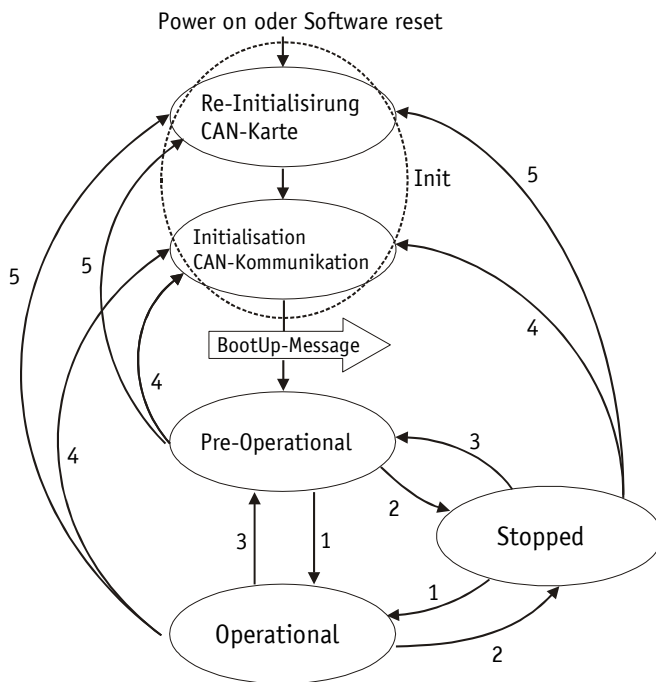 Power on oder Software reset
Re-Initialisirung
CAN-Karte
5
Init
Initialisation
CAN-Kommunikation
5
5
4
BootUp-Message
4
Pre-Operational
3
4
2
Stopped
3
1
1
Operational
2